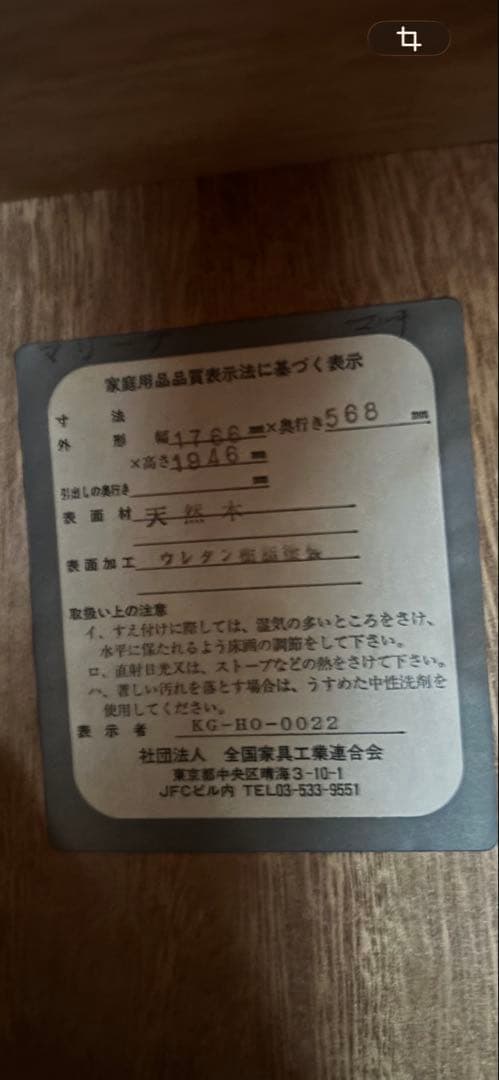 家庭用品品質表示法に基づく表示
寸法
外形 幅1766mm×奥行き568mm
×高さ1946mm
引出しの奥行き mm
表面材 天然木
表面加工 ウレタン樹脂塗装
取扱い上の注意
イ、すえ付けに際しては、湿気の多いところをさけ、
水平に保たれるよう床面の調節をして下さい。
ロ、直射日光又は、ストーブなどの熱をさけて下さい。
ハ、著しい汚れを落とす場合は、うすめた中性洗剤を
使用してください。
表示者 KG-HO-0022
社団法人 全国家具工業連合会
東京都中央区晴海3-10-1
JFCビル内 TEL03-533-9551